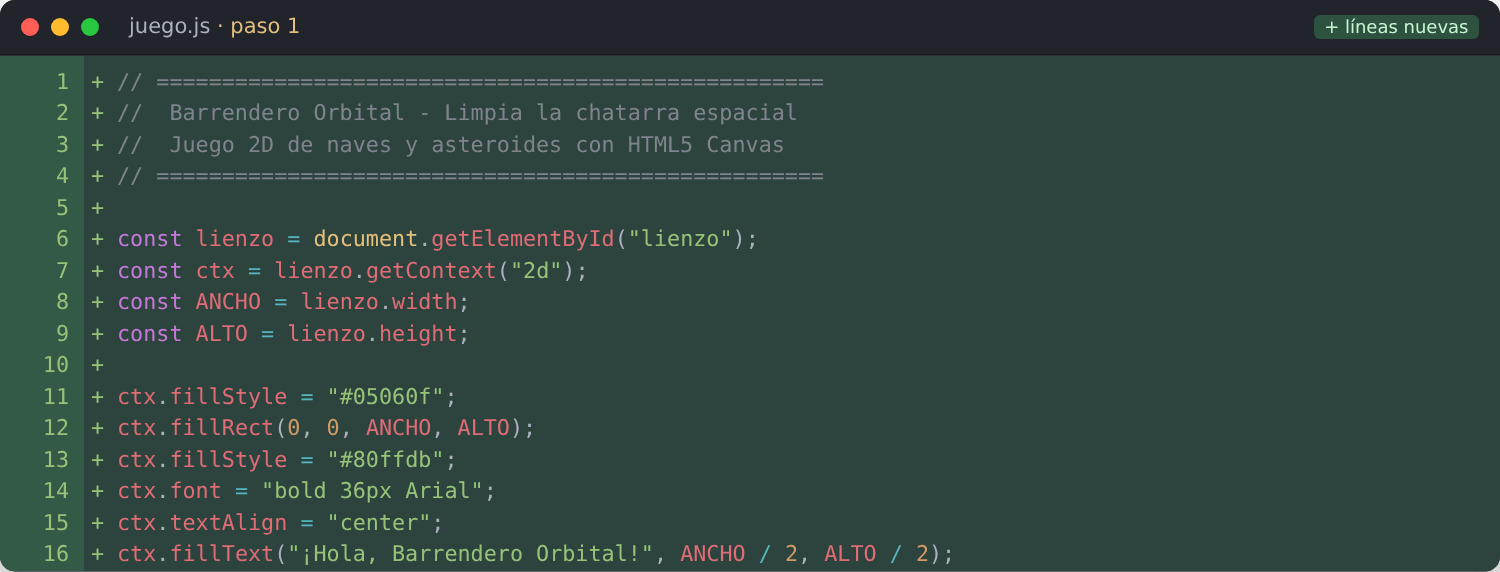 juego.js · paso 1
+ líneas nuevas
1 + // ===================================================
2 + //  Barrendero Orbital - Limpia la chatarra espacial
3 + //  Juego 2D de naves y asteroides con HTML5 Canvas
4 + // ===================================================
5 +
6 + const lienzo = document.getElementById("lienzo");
7 + const ctx = lienzo.getContext("2d");
8 + const ANCHO = lienzo.width;
9 + const ALTO = lienzo.height;
10 +
11 + ctx.fillStyle = "#05060f";
12 + ctx.fillRect(0, 0, ANCHO, ALTO);
13 + ctx.fillStyle = "#80ffdb";
14 + ctx.font = "bold 36px Arial";
15 + ctx.textAlign = "center";
16 + ctx.fillText("¡Hola, Barrendero Orbital!", ANCHO / 2, ALTO / 2);